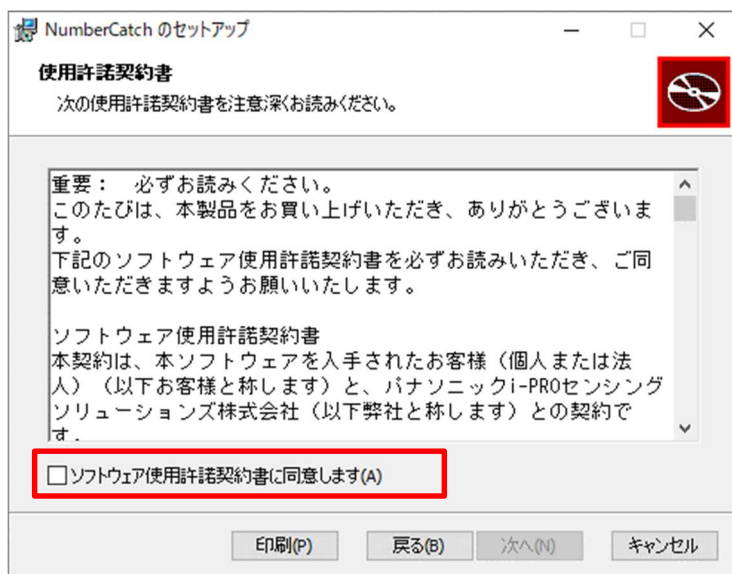 NumberCatch のセットアップ
使用許諾契約書
次の使用許諾契約書を注意深くお読みください。
重要： 必ずお読みください。
このたびは、本製品をお買い上げいただき、ありがとうございま
す。
下記のソフトウェア使用許諾契約書を必ずお読みいただき、ご同
意いただきますようお願いいたします。
ソフトウェア使用許諾契約書
本契約は、本ソフトウェアを入手されたお客様（個人または法
人）（以下お客様と称します）と、パナソニックi-PROセンシング
ソリューションズ株式会社（以下弊社と称します）との契約で
す。
ソフトウェア使用許諾契約書に同意します(A)
印刷(P) 戻る(B) 次へ(N) キャンセル